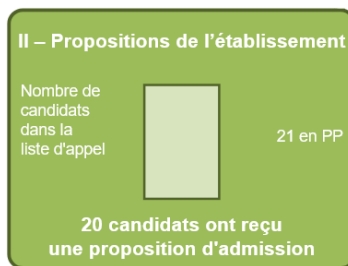 II – Propositions de l'établissement
Nombre de
candidats
dans la
liste d'appel
21 en PP
20 candidats ont reçu
une proposition d'admission